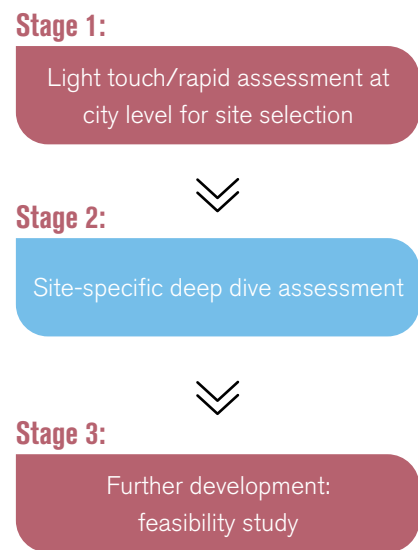 Stage 1:
Light touch/rapid assessment at
city level for site selection
Stage 2:
Site-specific deep dive assessment
Stage 3:
Further development:
feasibility study